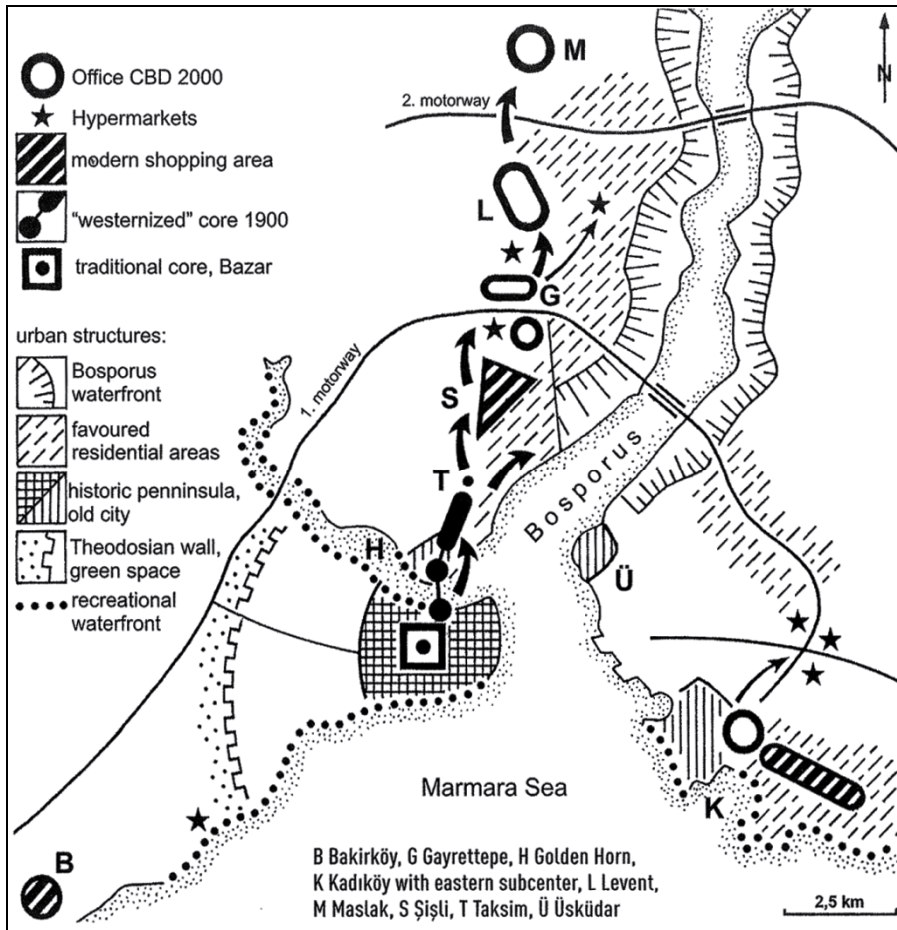 Office CBD 2000
Hypermarkets
modern shopping area
"westernized" core 1900
traditional core, Bazar
urban structures:
Bosporus
waterfront
favoured
residential areas
historic penninsula,
old city
Theodosian wall,
green space
recreational
waterfront
M
N
2. motorway
L
G
1. motorway
S
T
Bosporus
H
Ü
Marmara Sea
K
B
B Bakirköy, G Gayrettepe, H Golden Horn,
K Kadıköy with eastern subcenter, L Levent,
M Maslak, S Şişli, T Taksim, Ü Üsküdar
2,5 km